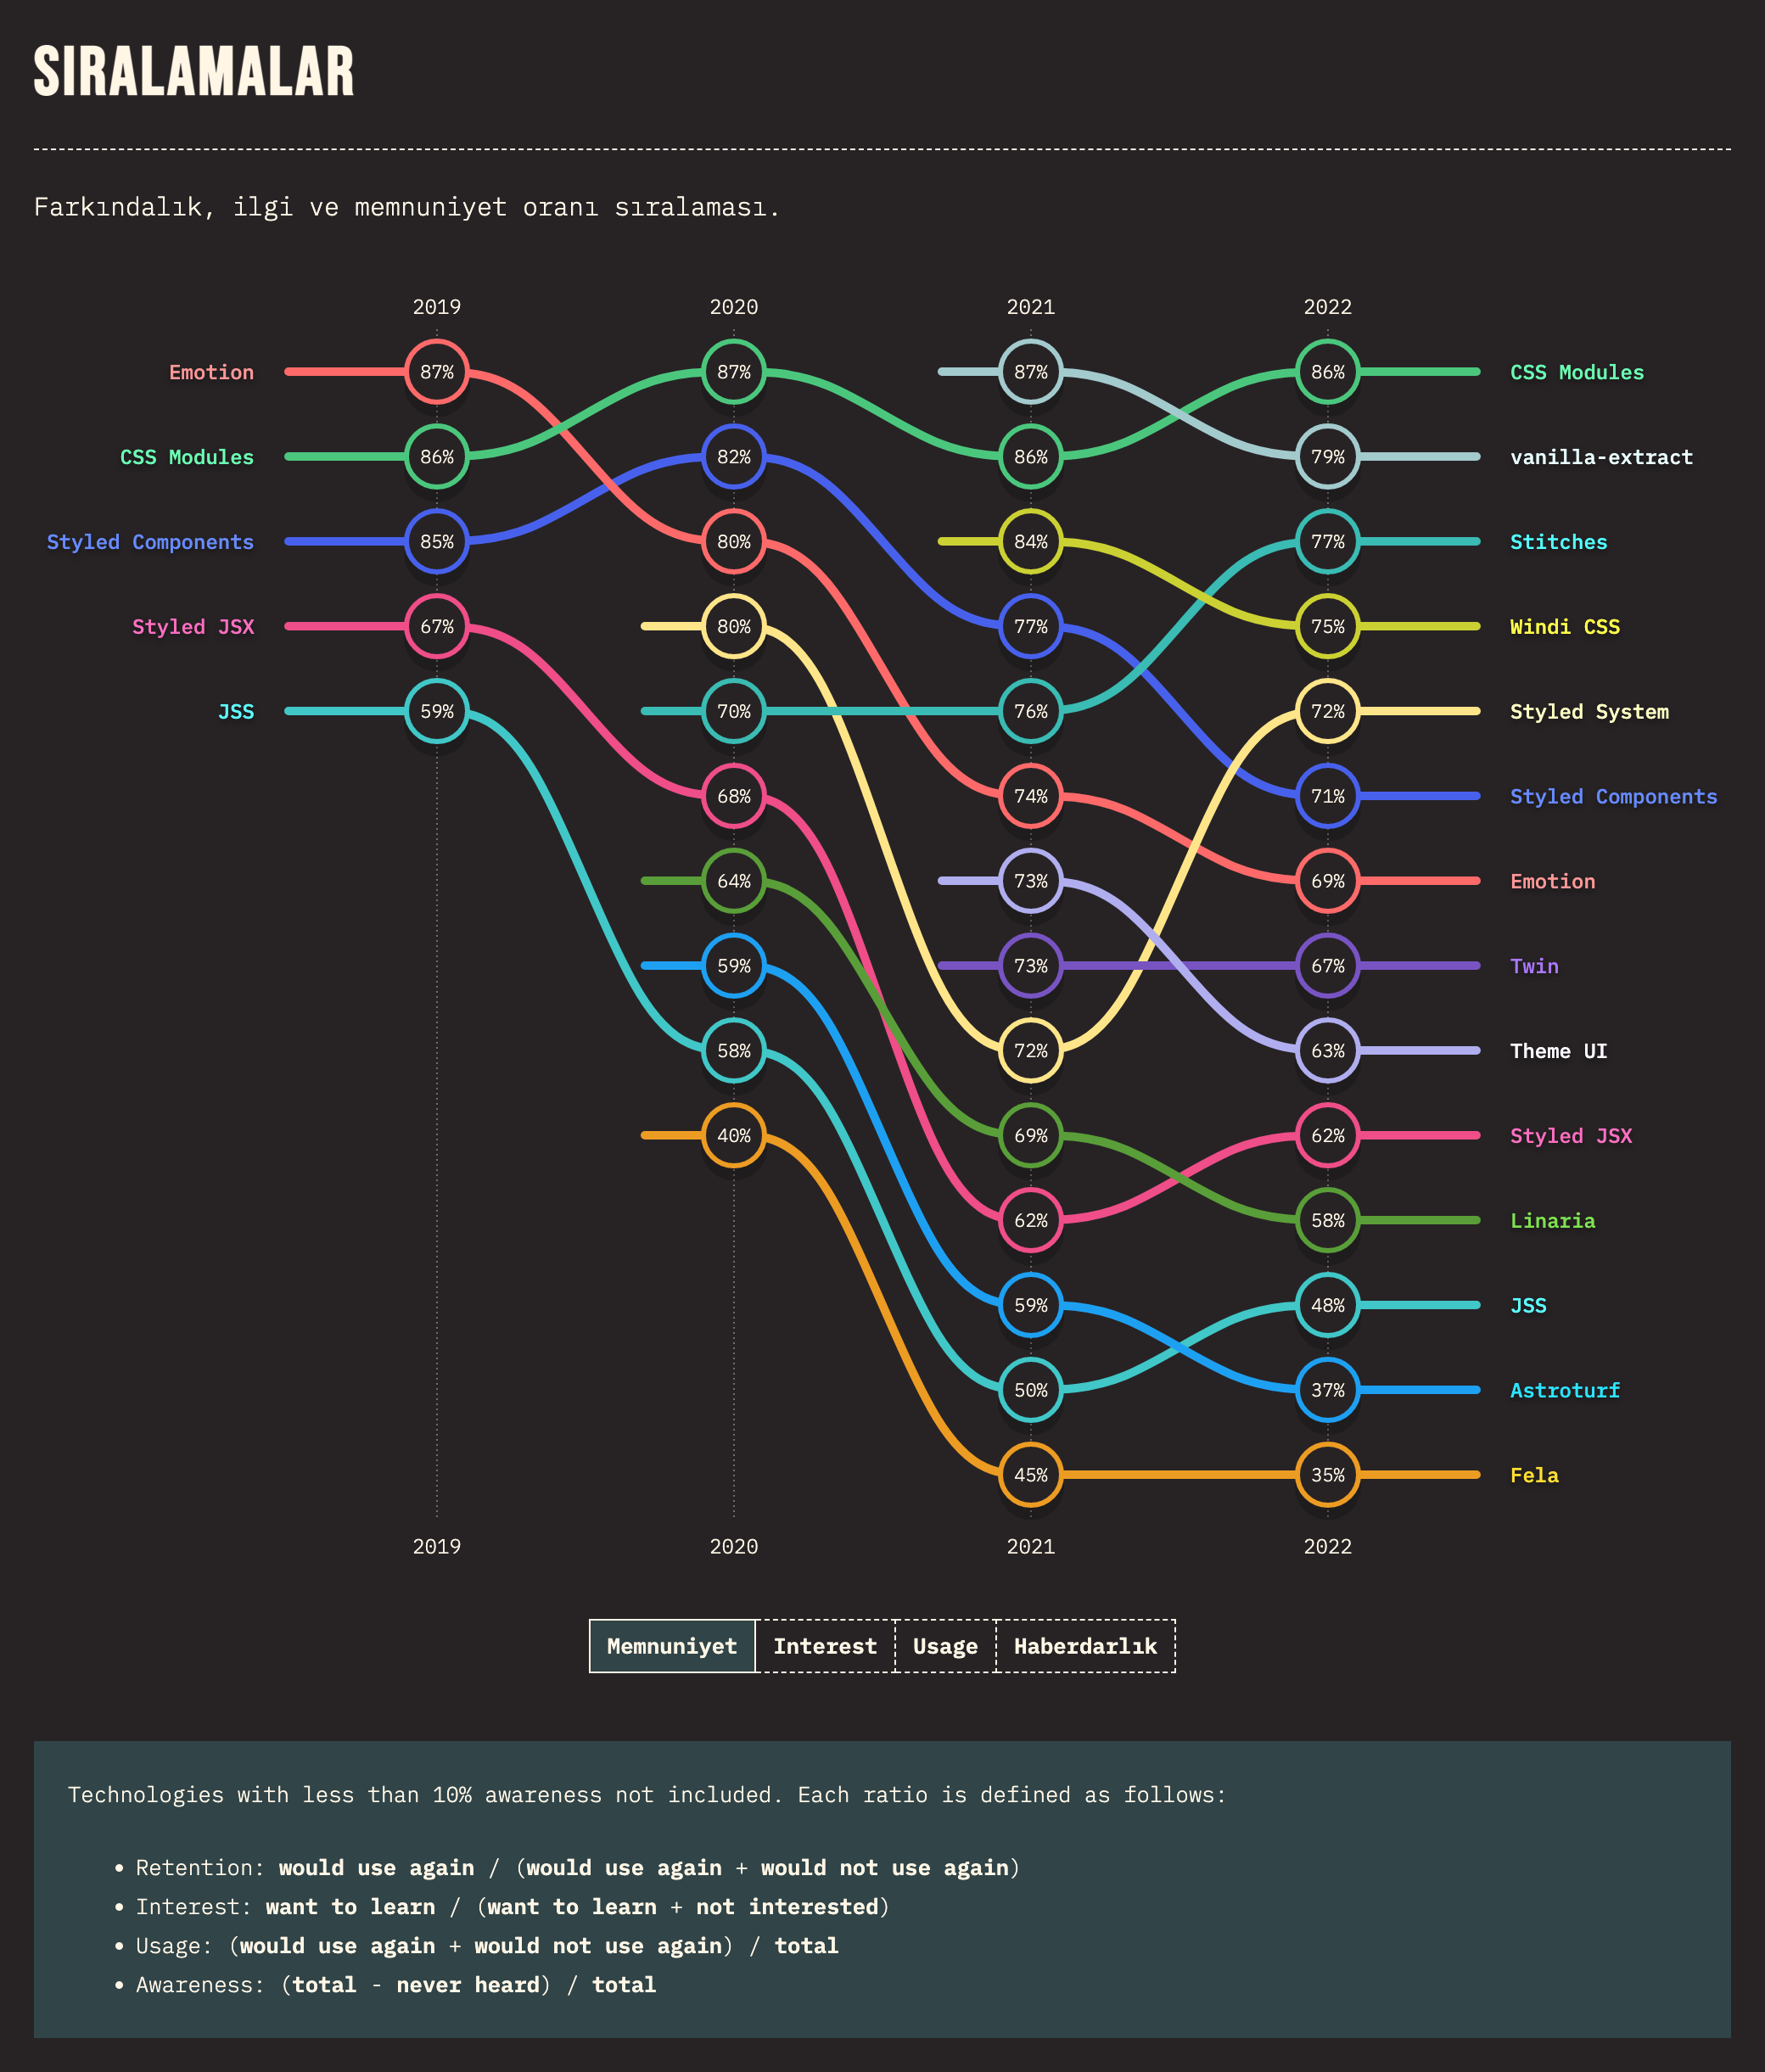 SIRALAMALAR
Farkındalık, ilgi ve memnuniyet oranı sıralaması.
2019 2020 2021 2022
Emotion 87% 87% 87% 86% CSS Modules
CSS Modules 86% 82% 86% 79% vanilla-extract
Styled Components 85% 80% 84% 77% Stitches
Styled JSX 67% 80% 77% 75% Windi CSS
JSS 59% 70% 76% 72% Styled System
68% 74% 71% Styled Components
64% 73% 69% Emotion
59% 73% 67% Twin
58% 72% 63% Theme UI
40% 69% 62% Styled JSX
62% 58% Linaria
59% 48% JSS
50% 37% Astroturf
45% 35% Fela
2019 2020 2021 2022
Memnuniyet Interest Usage Haberdarlık
Technologies with less than 10% awareness not included. Each ratio is defined as follows:
• Retention: would use again / (would use again + would not use again)
• Interest: want to learn / (want to learn + not interested)
• Usage: (would use again + would not use again) / total
• Awareness: (total - never heard) / total